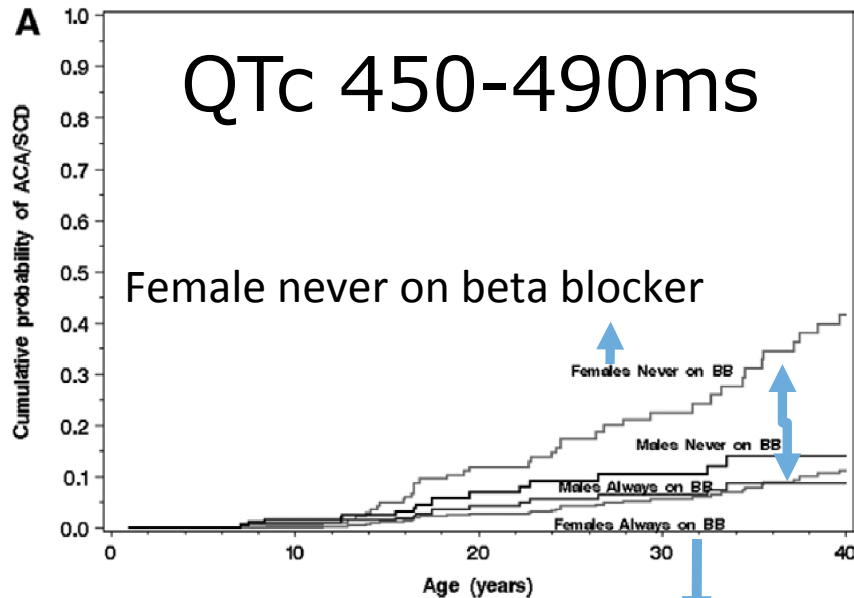 A
QTc 450-490ms
Cumulative probability of ACA/SCD
1.0
0.9
0.8
0.7
0.6
0.5
0.4
0.3
0.2
0.1
0.0
Female never on beta blocker
Females Never on BB
Males Never on BB
Males Always on BB
Females Always on BB
0 10 20 30 40
Age (years)